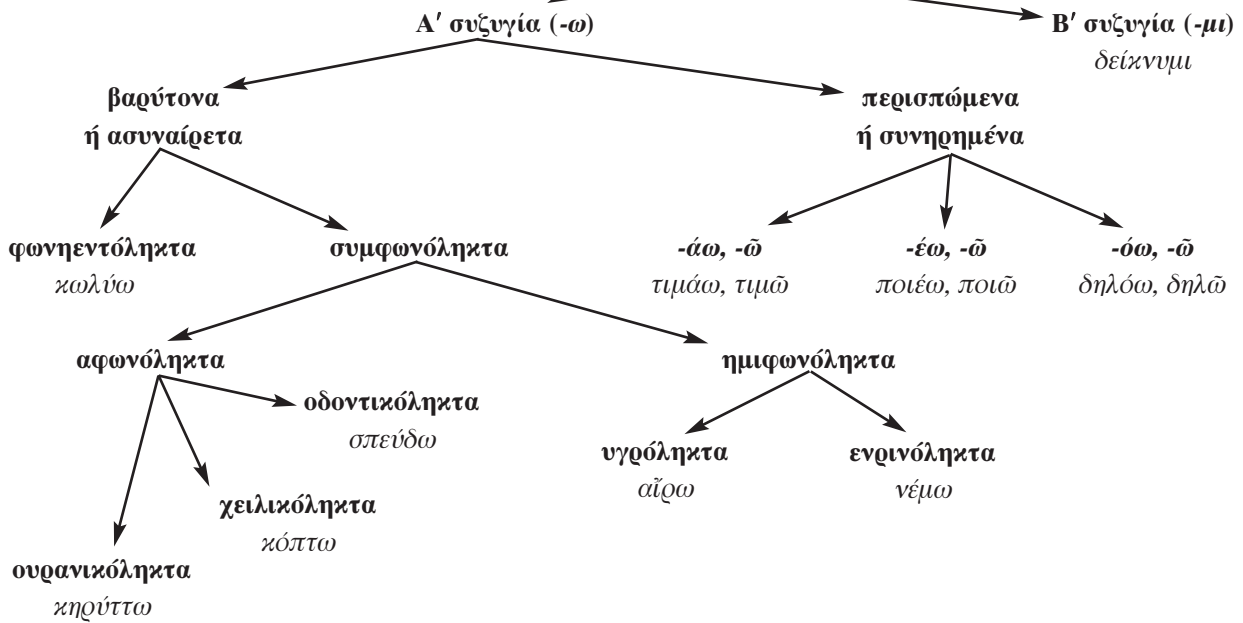 Α′ συζυγία (-ω)
Β′ συζυγία (-μι)
δείκνυμι
βαρύτονα
ή ασυναίρετα
περισπώμενα
ή συνηρημένα
φωνηεντόληκτα
κωλύω
συμφωνόληκτα
-άω, -ῶ
τιμάω, τιμῶ
-έω, -ῶ
ποιέω, ποιῶ
-όω, -ῶ
δηλόω, δηλῶ
αφωνόληκτα
ημιφωνόληκτα
οδοντικόληκτα
σπεύδω
υγρόληκτα
αἴρω
ενρινόληκτα
νέμω
χειλικόληκτα
κόπτω
ουρανικόληκτα
κηρύττω